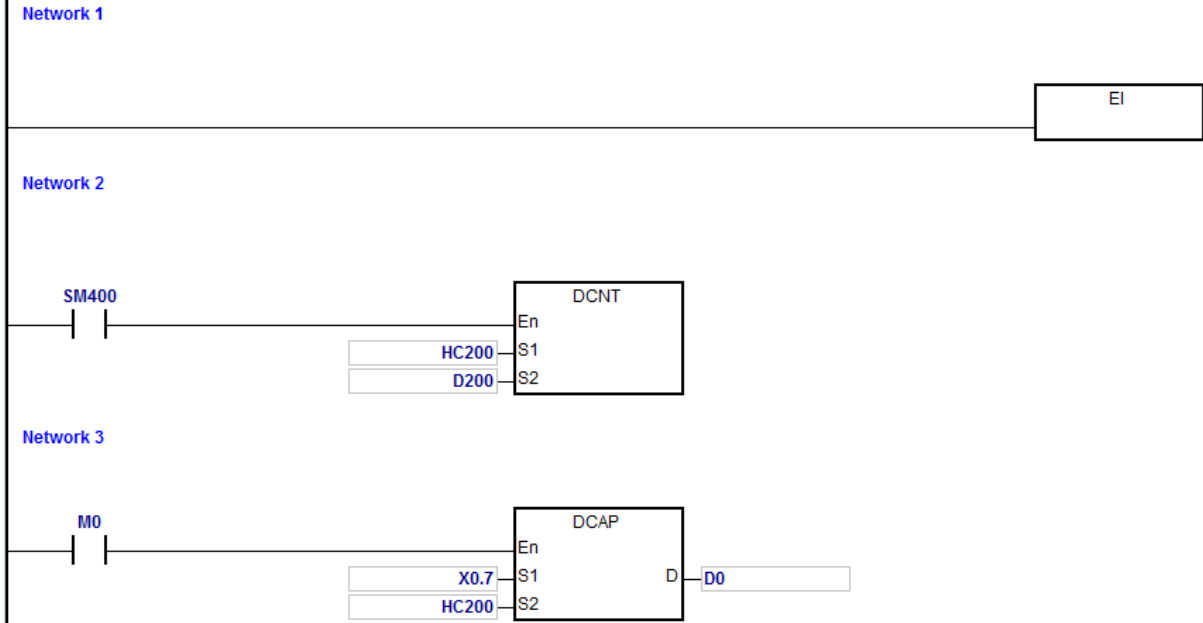 Network 1
EI
Network 2
SM400
DCNT
En
HC200 S1
D200 S2
Network 3
M0
DCAP
En
X0.7 S1 D D0
HC200 S2